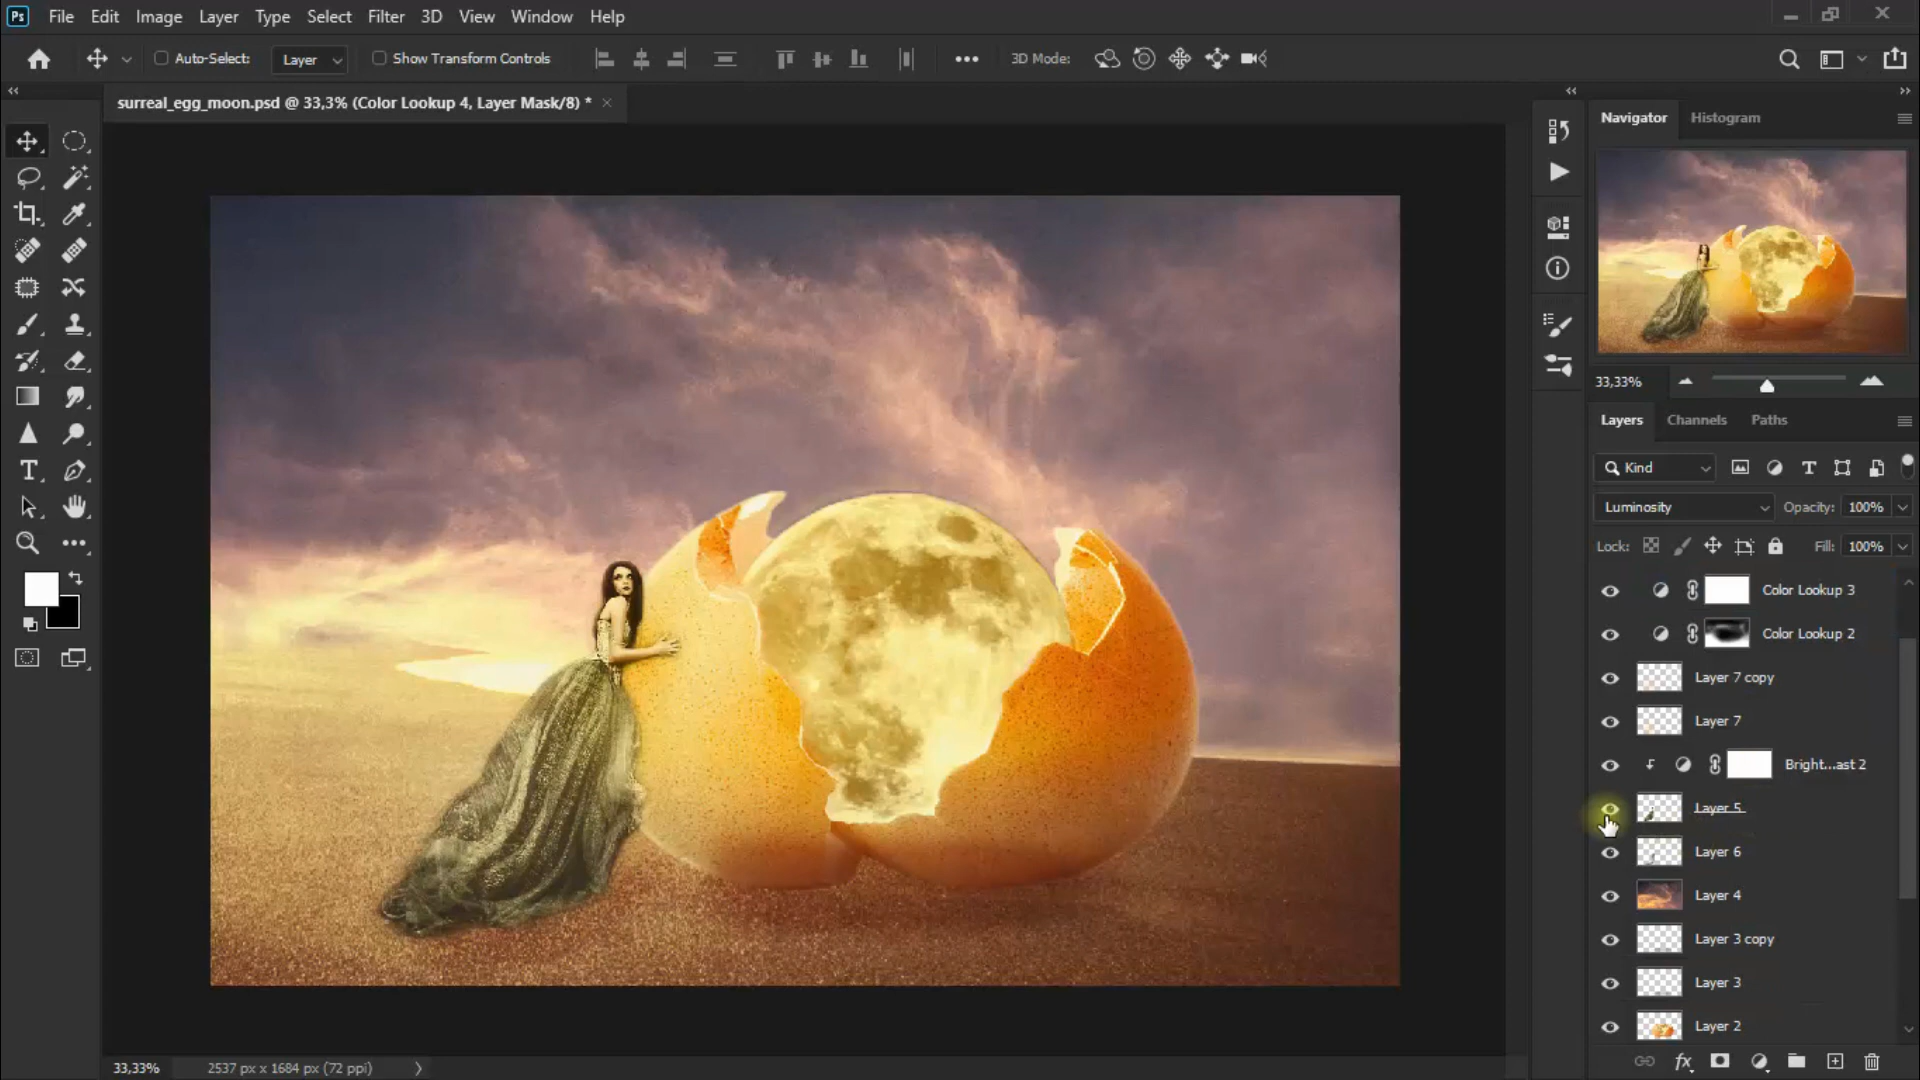 Ps File Edit Image Layer Type Select Filter 3D View Window Help
Auto-Select: Layer Show Transform Controls 3D Mode:
surreal_egg_moon.psd @ 33,3% (Color Lookup 4, Layer Mask/8) *
Navigator Histogram
33,33%
Layers Channels Paths
Kind
Luminosity Opacity: 100%
Lock: Fill: 100%
Color Lookup 3
Color Lookup 2
Layer 7 copy
Layer 7
Bright...ast 2
Layer 5
Layer 6
Layer 4
Layer 3 copy
Layer 3
Layer 2
33,33% 2537 px x 1684 px (72 ppi)